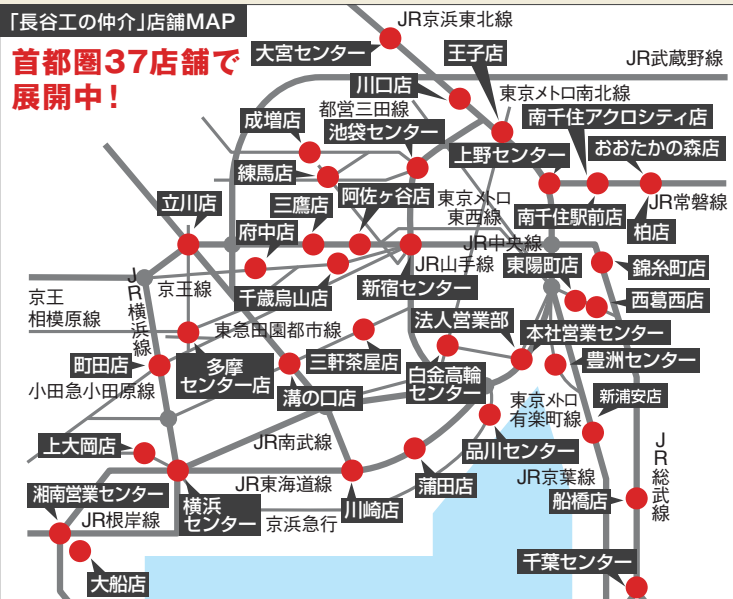 「長谷工の仲介」店舗MAP
首都圏37店舗で
展開中！
JR京浜東北線
大宮センター
王子店
JR武蔵野線
川口店
東京メトロ南北線
都営三田線
成増店
池袋センター
南千住アクロシティ店
上野センター
おおたかの森店
練馬店
立川店
三鷹店
阿佐ヶ谷店
東京メトロ
東西線
JR常磐線
南千住駅前店
柏店
府中店
JR中央線
JR山手線
東陽町店
錦糸町店
JR横浜線
京王線
千歳烏山店
新宿センター
西葛西店
京王
相模原線
法人営業部
本社営業センター
東急田園都市線
町田店
多摩
センター店
三軒茶屋店
白金高輪
センター
豊洲センター
小田急小田原線
溝の口店
東京メトロ
有楽町線
新浦安店
上大岡店
JR南武線
品川センター
JR総武線
湘南営業センター
JR東海道線
蒲田店
JR京葉線
船橋店
横浜
センター
川崎店
JR根岸線
京浜急行
千葉センター
大船店